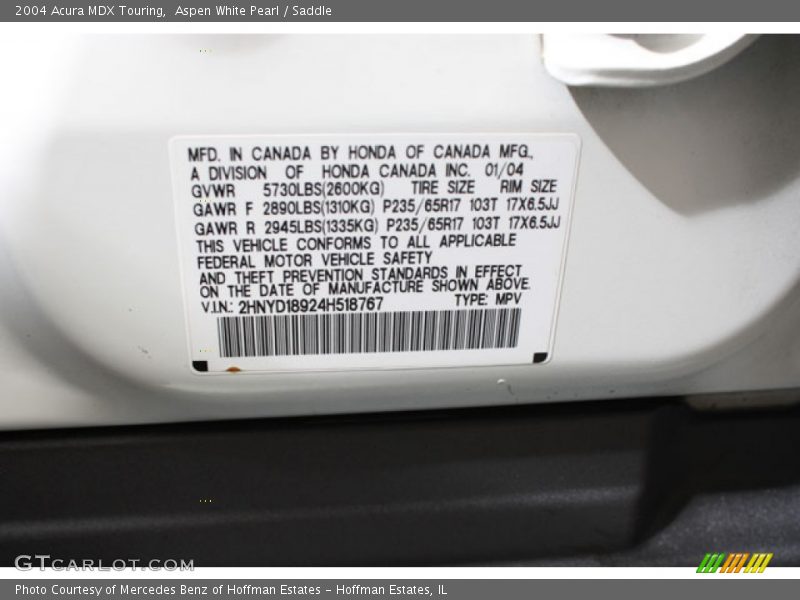 2004 Acura MDX Touring,  Aspen White Pearl / Saddle
MFD. IN CANADA BY HONDA OF CANADA MFG.,
A DIVISION OF HONDA CANADA INC. 01/04
GVWR 5730LBS(2600KG) TIRE SIZE RIM SIZE
GAWR F 2890LBS(1310KG) P235/65R17 103T 17X6.5JJ
GAWR R 2945LBS(1335KG) P235/65R17 103T 17X6.5JJ
THIS VEHICLE CONFORMS TO ALL APPLICABLE
FEDERAL MOTOR VEHICLE SAFETY
AND THEFT PREVENTION STANDARDS IN EFFECT
ON THE DATE OF MANUFACTURE SHOWN ABOVE.
V.I.N.: 2HNYD18924H518767 TYPE: MPV
GTCARLOT.COM
Photo Courtesy of Mercedes Benz of Hoffman Estates - Hoffman Estates, IL